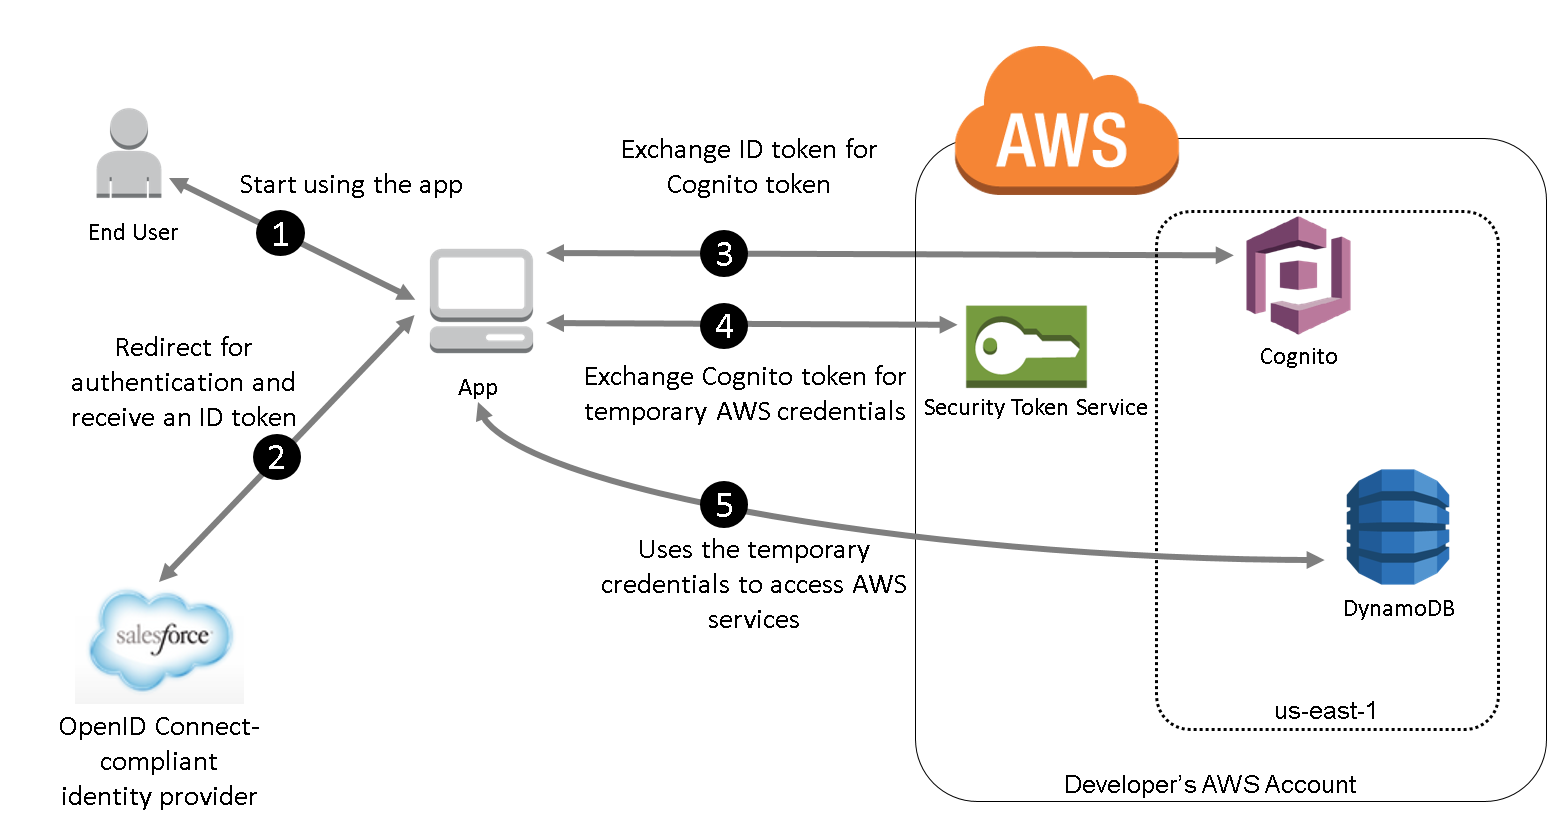 AWS
Exchange ID token for
Cognito token
Start using the app
End User
1
3
4
Redirect for
authentication and
receive an ID token
2
App
Exchange Cognito token for
temporary AWS credentials
Security Token Service
Cognito
5
Uses the temporary
credentials to access AWS
services
DynamoDB
salesforce
OpenID Connect-
compliant
identity provider
us-east-1
Developer’s AWS Account